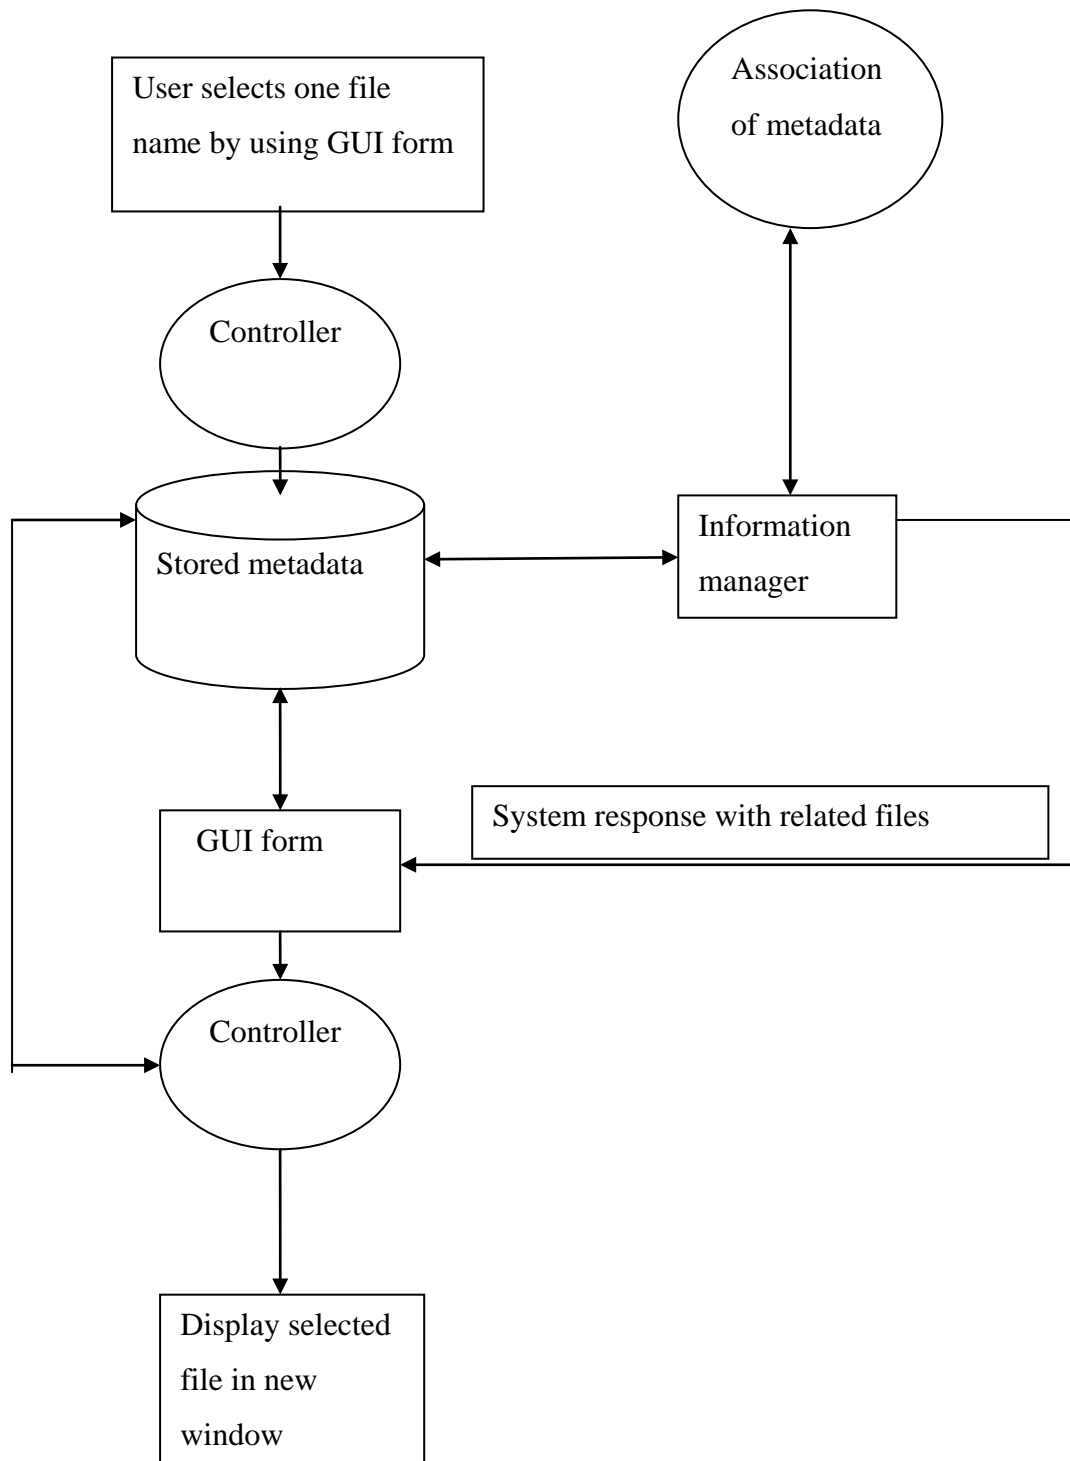 User selects one file
name by using GUI form
Association
of metadata
Controller
Stored metadata
Information
manager
System response with related files
GUI form
Controller
Display selected
file in new
window